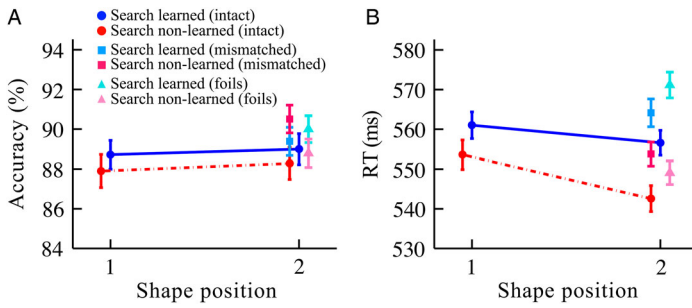 A
Search learned (intact)
Search non-learned (intact)
Search learned (mismatched)
Search non-learned (mismatched)
Search learned (foils)
Search non-learned (foils)
Accuracy (%)
94
92
90
88
86
84
1
2
Shape position
B
RT (ms)
580
570
560
550
540
530
1
2
Shape position